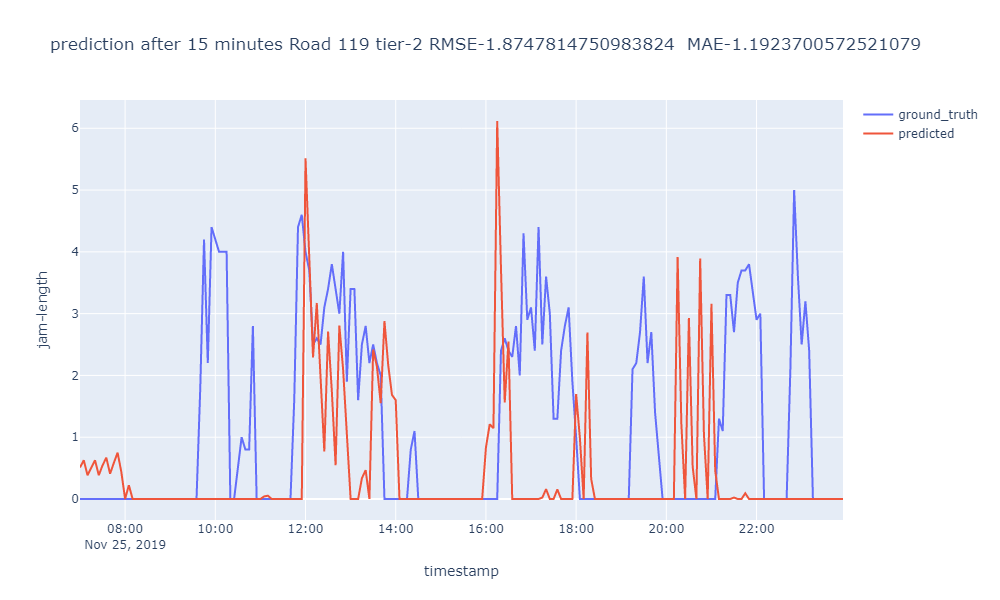 prediction after 15 minutes Road 119 tier-2 RMSE-1.8747814750983824  MAE-1.1923700572521079
ground_truth
predicted
6
5
4
3
2
1
0
jam-length
08:00 10:00 12:00 14:00 16:00 18:00 20:00 22:00
Nov 25, 2019
timestamp